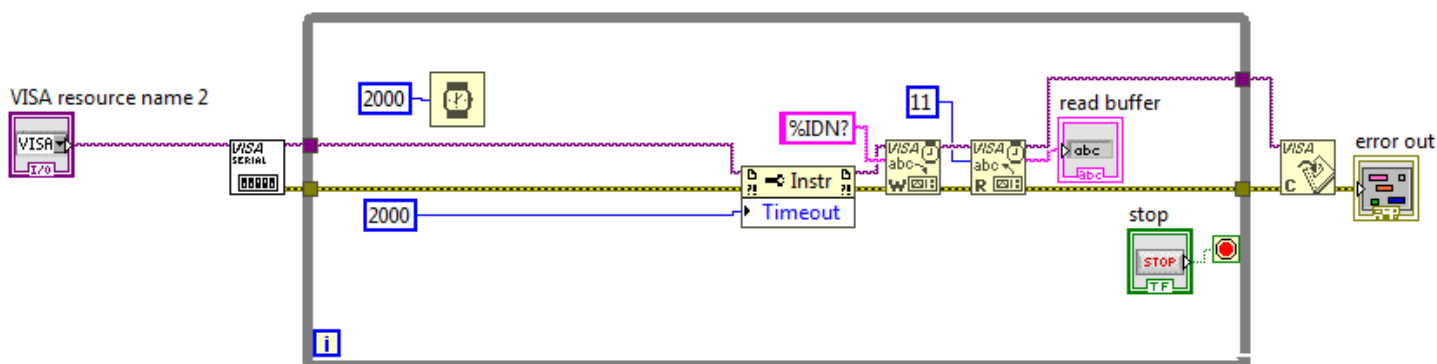 VISA resource name 2
VISA
I/O
VISA
SERIAL
2000
2000
Instr
Timeout
%IDN?
VISA
abc
W
11
VISA
abc
R
read buffer
abc
abc
stop
STOP
TF
VISA
C
error out
i